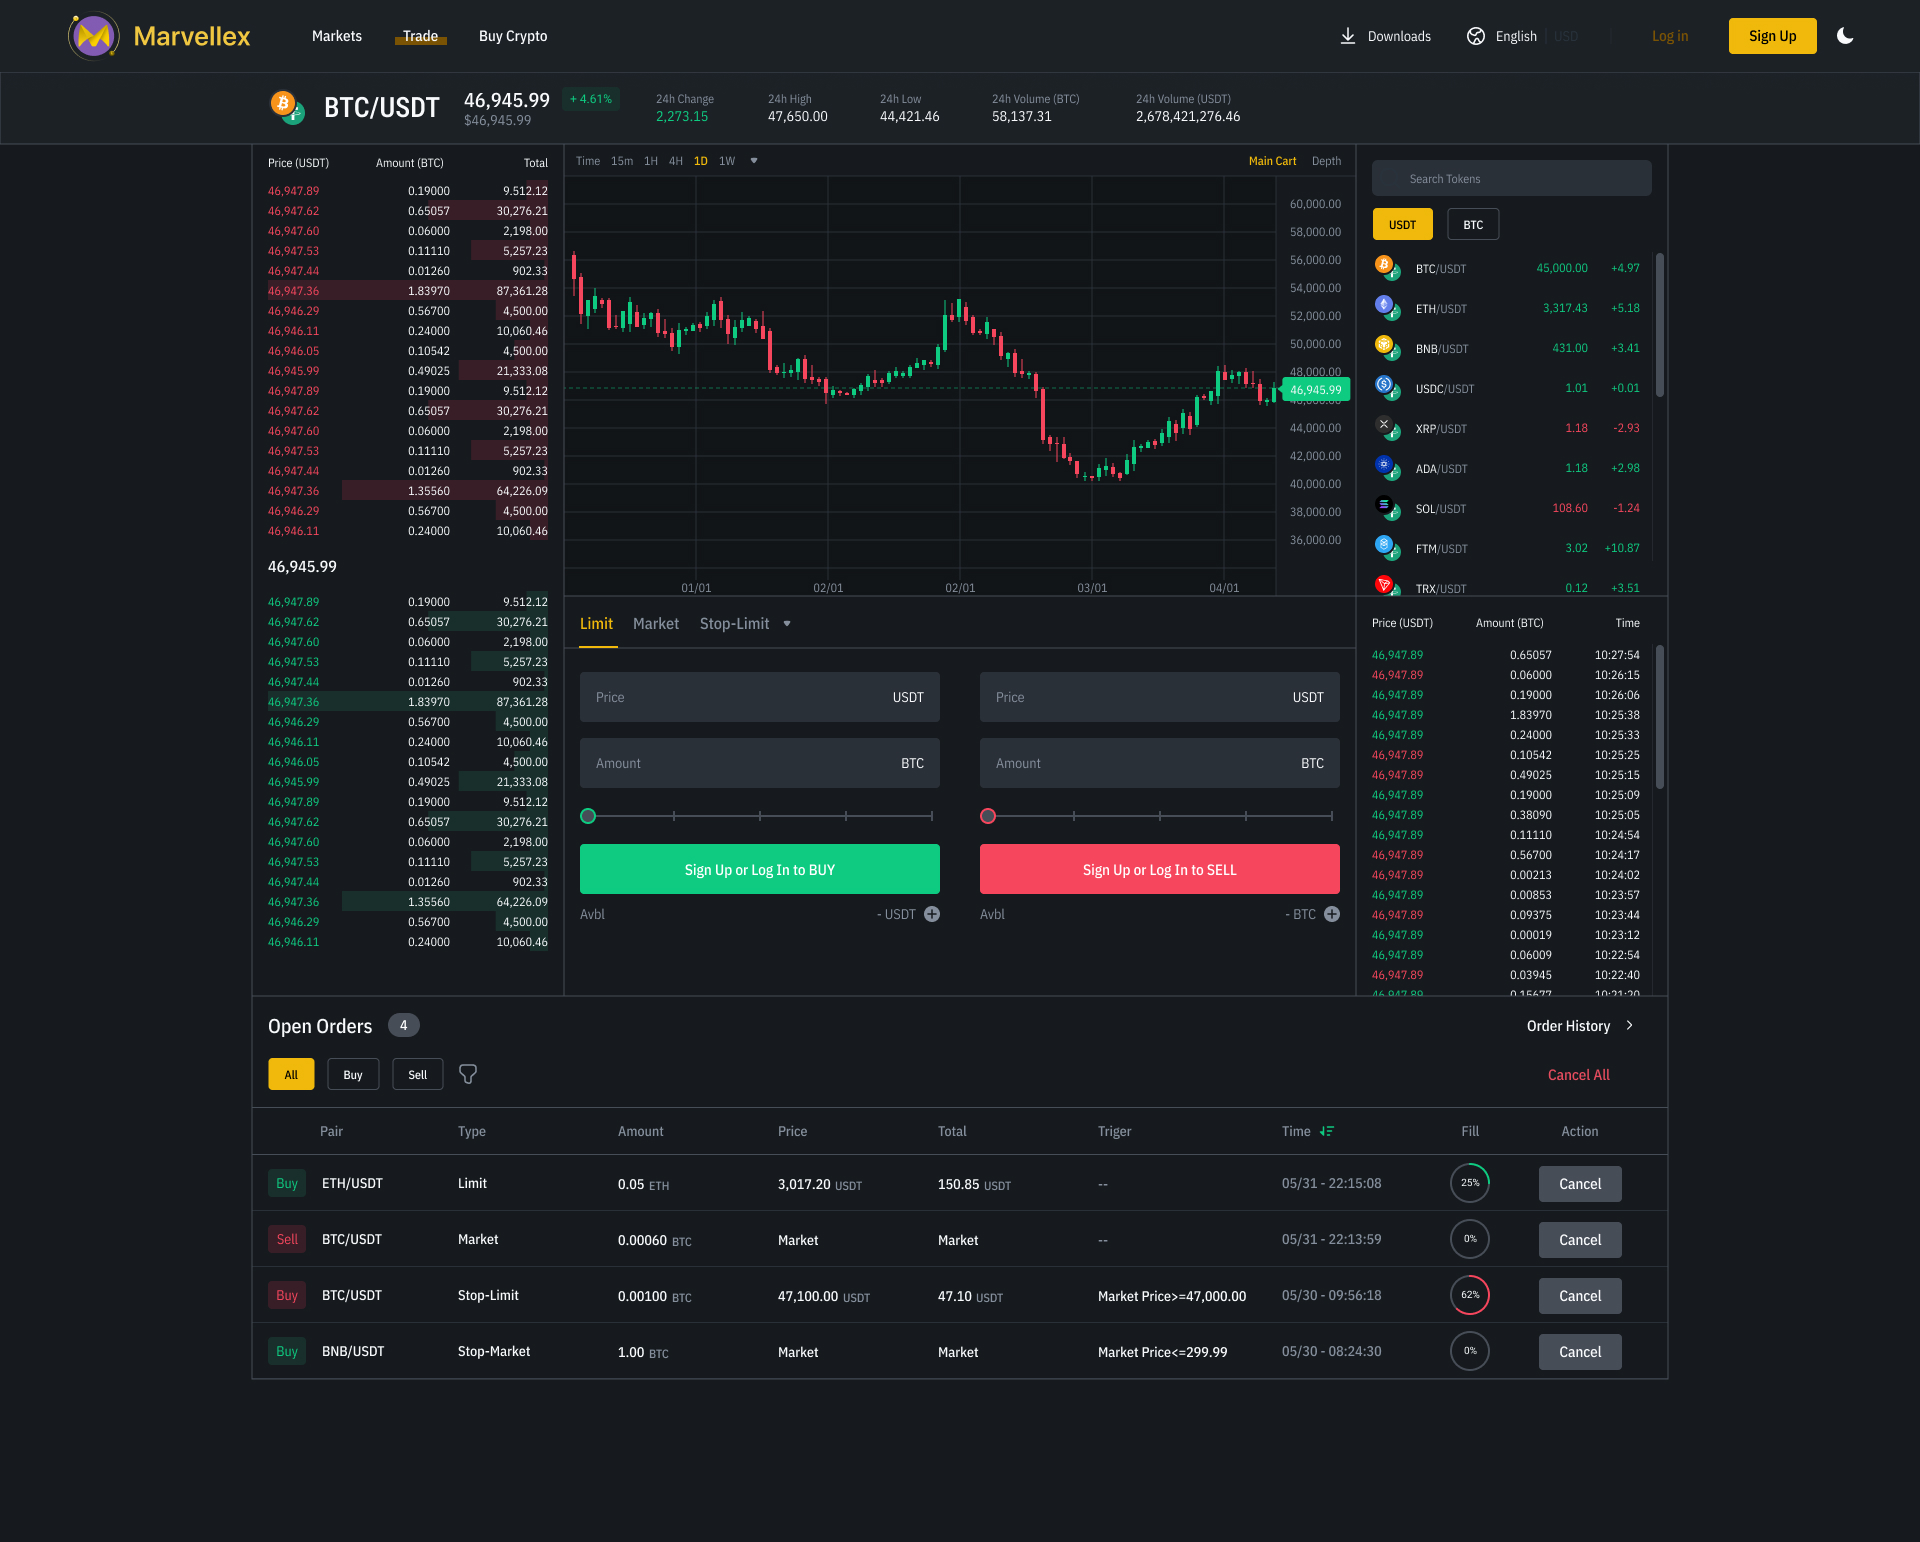 Marvellex
Markets Trade Buy Crypto
Downloads English USD Log in Sign Up
BTC/USDT 46,945.99 + 4.61%
$46,945.99
24h Change 24h High 24h Low 24h Volume (BTC) 24h Volume (USDT)
2,273.15 47,650.00 44,421.46 58,137.31 2,678,421,276.46
Price (USDT) Amount (BTC) Total
46,947.89 0.19000 9.512.12
46,947.62 0.65057 30,276.21
46,947.60 0.06000 2,198.00
46,947.53 0.11110 5,257.23
46,947.44 0.01260 902.33
46,947.36 1.83970 87,361.28
46,946.29 0.56700 4,500.00
46,946.11 0.24000 10,060.46
46,946.05 0.10542 4,500.00
46,945.99 0.49025 21,333.08
46,947.89 0.19000 9.512.12
46,947.62 0.65057 30,276.21
46,947.60 0.06000 2,198.00
46,947.53 0.11110 5,257.23
46,947.44 0.01260 902.33
46,947.36 1.35560 64,226.09
46,946.29 0.56700 4,500.00
46,946.11 0.24000 10,060.46
46,945.99
46,947.89 0.19000 9.512.12
46,947.62 0.65057 30,276.21
46,947.60 0.06000 2,198.00
46,947.53 0.11110 5,257.23
46,947.44 0.01260 902.33
46,947.36 1.83970 87,361.28
46,946.29 0.56700 4,500.00
46,946.11 0.24000 10,060.46
46,946.05 0.10542 4,500.00
46,945.99 0.49025 21,333.08
46,947.89 0.19000 9.512.12
46,947.62 0.65057 30,276.21
46,947.60 0.06000 2,198.00
46,947.53 0.11110 5,257.23
46,947.44 0.01260 902.33
46,947.36 1.35560 64,226.09
46,946.29 0.56700 4,500.00
46,946.11 0.24000 10,060.46
Time 15m 1H 4H 1D 1W
Main Cart Depth
60,000.00
58,000.00
56,000.00
54,000.00
52,000.00
50,000.00
48,000.00
46,945.99
44,000.00
42,000.00
40,000.00
38,000.00
36,000.00
01/01 02/01 02/01 03/01 04/01
Limit Market Stop-Limit
Price USDT
Amount BTC
Sign Up or Log In to BUY
Avbl - USDT
Price USDT
Amount BTC
Sign Up or Log In to SELL
Avbl - BTC
Search Tokens
USDT BTC
BTC/USDT 45,000.00 +4.97
ETH/USDT 3,317.43 +5.18
BNB/USDT 431.00 +3.41
USDC/USDT 1.01 +0.01
XRP/USDT 1.18 -2.93
ADA/USDT 1.18 +2.98
SOL/USDT 108.60 -1.24
FTM/USDT 3.02 +10.87
TRX/USDT 0.12 +3.51
Price (USDT) Amount (BTC) Time
46,947.89 0.65057 10:27:54
46,947.89 0.06000 10:26:15
46,947.89 0.19000 10:26:06
46,947.89 1.83970 10:25:38
46,947.89 0.24000 10:25:33
46,947.89 0.10542 10:25:25
46,947.89 0.49025 10:25:15
46,947.89 0.19000 10:25:09
46,947.89 0.38090 10:25:05
46,947.89 0.11110 10:24:54
46,947.89 0.56700 10:24:17
46,947.89 0.00213 10:24:02
46,947.89 0.00853 10:23:57
46,947.89 0.09375 10:23:44
46,947.89 0.00019 10:23:12
46,947.89 0.06009 10:22:54
46,947.89 0.03945 10:22:40
46,947.89 0.15677 10:21:20
Open Orders 4
Order History
All Buy Sell
Cancel All
Pair Type Amount Price Total Triger Time Fill Action
Buy ETH/USDT Limit 0.05 ETH 3,017.20 USDT 150.85 USDT -- 05/31 - 22:15:08 25% Cancel
Sell BTC/USDT Market 0.00060 BTC Market Market -- 05/31 - 22:13:59 0% Cancel
Buy BTC/USDT Stop-Limit 0.00100 BTC 47,100.00 USDT 47.10 USDT Market Price>=47,000.00 05/30 - 09:56:18 62% Cancel
Buy BNB/USDT Stop-Market 1.00 BTC Market Market Market Price<=299.99 05/30 - 08:24:30 0% Cancel